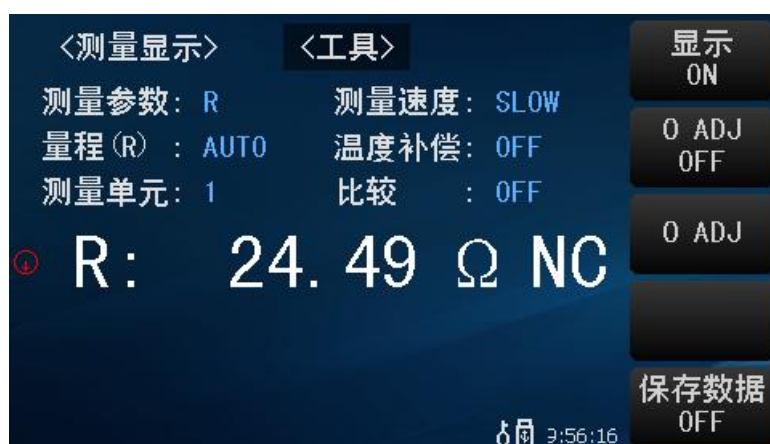 <测量显示> <工具>
测量参数: R 测量速度: SLOW
量程(R) : AUTO 温度补偿: OFF
测量单元: 1 比较 : OFF
R: 24.49 Ω NC
9:56:16
显示
ON
0 ADJ
OFF
0 ADJ
保存数据
OFF